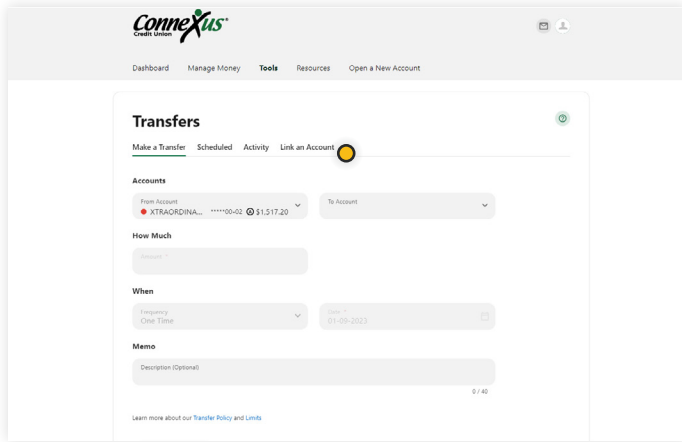 Connexus®
Credit Union
Dashboard Manage Money Tools Resources Open a New Account
Transfers
Make a Transfer Scheduled Activity Link an Account
Accounts
From Account To Account
XTRAORDINA... *****00-02 A $1,517.20
How Much
Amount *
When
Frequency Date *
One Time 01-09-2023
Memo
Description (Optional)
0 / 40
Learn more about our Transfer Policy and Limits